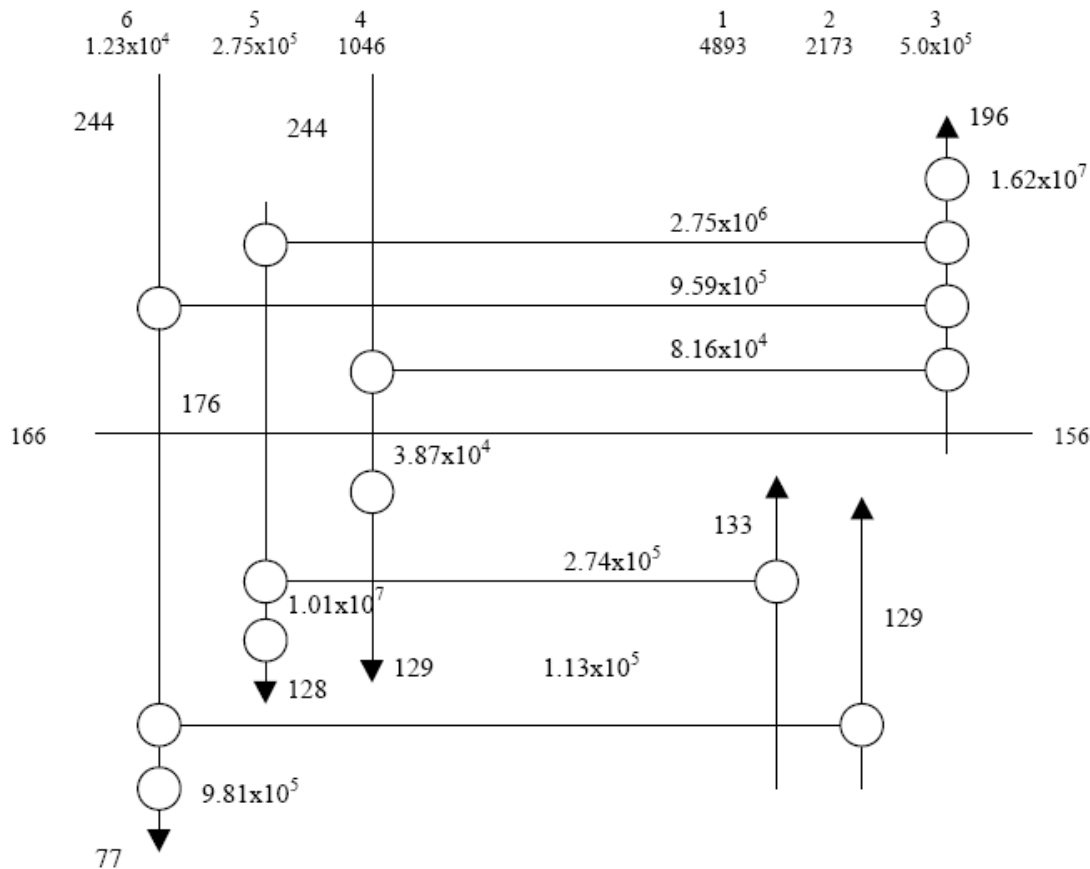 6 5 4 1 2 3
1.23x10⁴ 2.75x10⁵ 1046 4893 2173 5.0x10⁵
244 244 196
1.62x10⁷
2.75x10⁶
9.59x10⁵
8.16x10⁴
176
166 156
3.87x10⁴
133
2.74x10⁵
1.01x10⁷
129
1.13x10⁵
128 129
9.81x10⁵
77